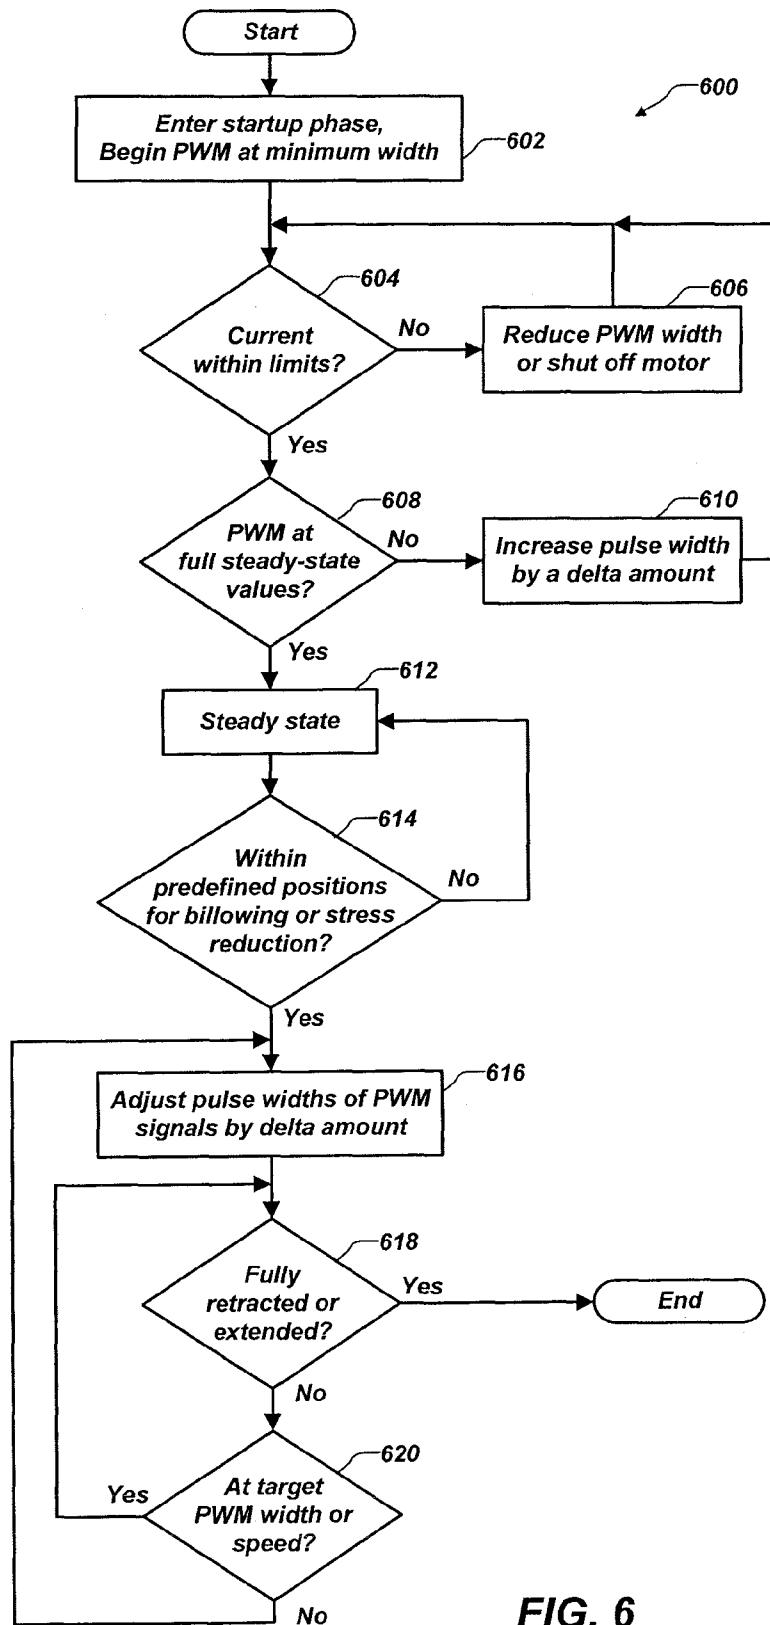 Start
600
Enter startup phase,
Begin PWM at minimum width
602
604
606
Current
within limits?
No
Reduce PWM width
or shut off motor
Yes
608
610
PWM at
full steady-state
values?
No
Increase pulse width
by a delta amount
Yes
612
Steady state
614
Within
predefined positions
for billowing or stress
reduction?
No
Yes
616
Adjust pulse widths of PWM
signals by delta amount
618
Fully
retracted or
extended?
Yes
End
No
620
At target
PWM width or
speed?
Yes
No
FIG. 6